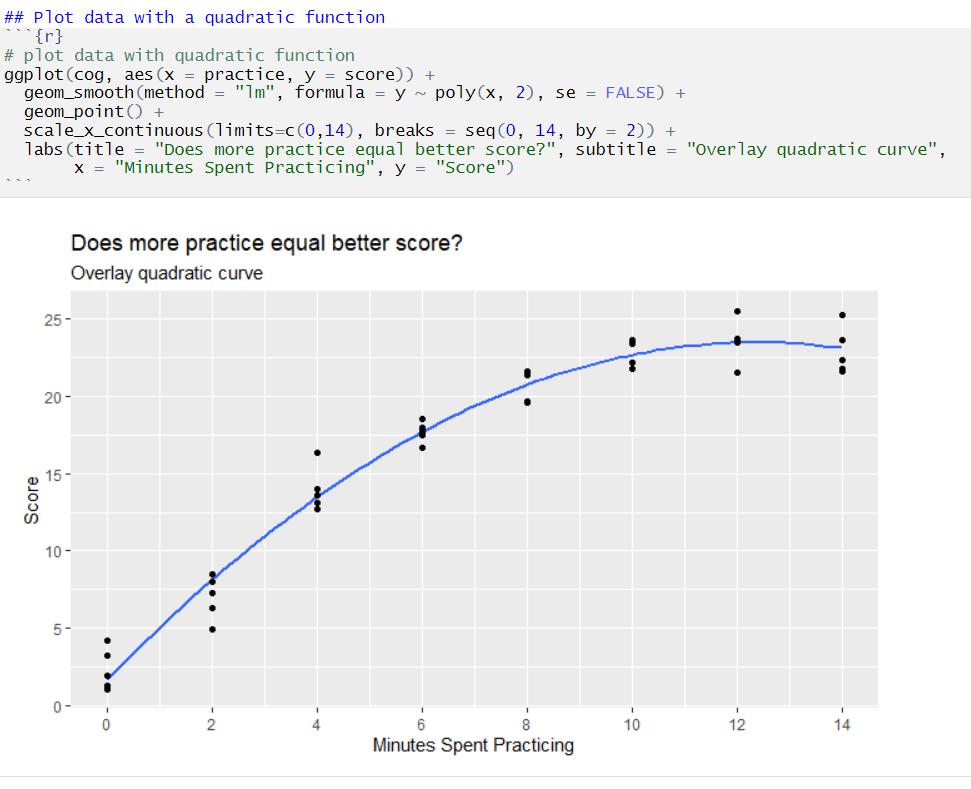 ## Plot data with a quadratic function
```{r}
# plot data with quadratic function
ggplot(cog, aes(x = practice, y = score)) +
  geom_smooth(method = "lm", formula = y ~ poly(x, 2), se = FALSE) +
  geom_point() +
  scale_x_continuous(limits=c(0,14), breaks = seq(0, 14, by = 2)) +
  labs(title = "Does more practice equal better score?", subtitle = "Overlay quadratic curve",
       x = "Minutes Spent Practicing", y = "Score")
```
Does more practice equal better score?
Overlay quadratic curve
25
20
15
10
5
0
Score
0 2 4 6 8 10 12 14
Minutes Spent Practicing